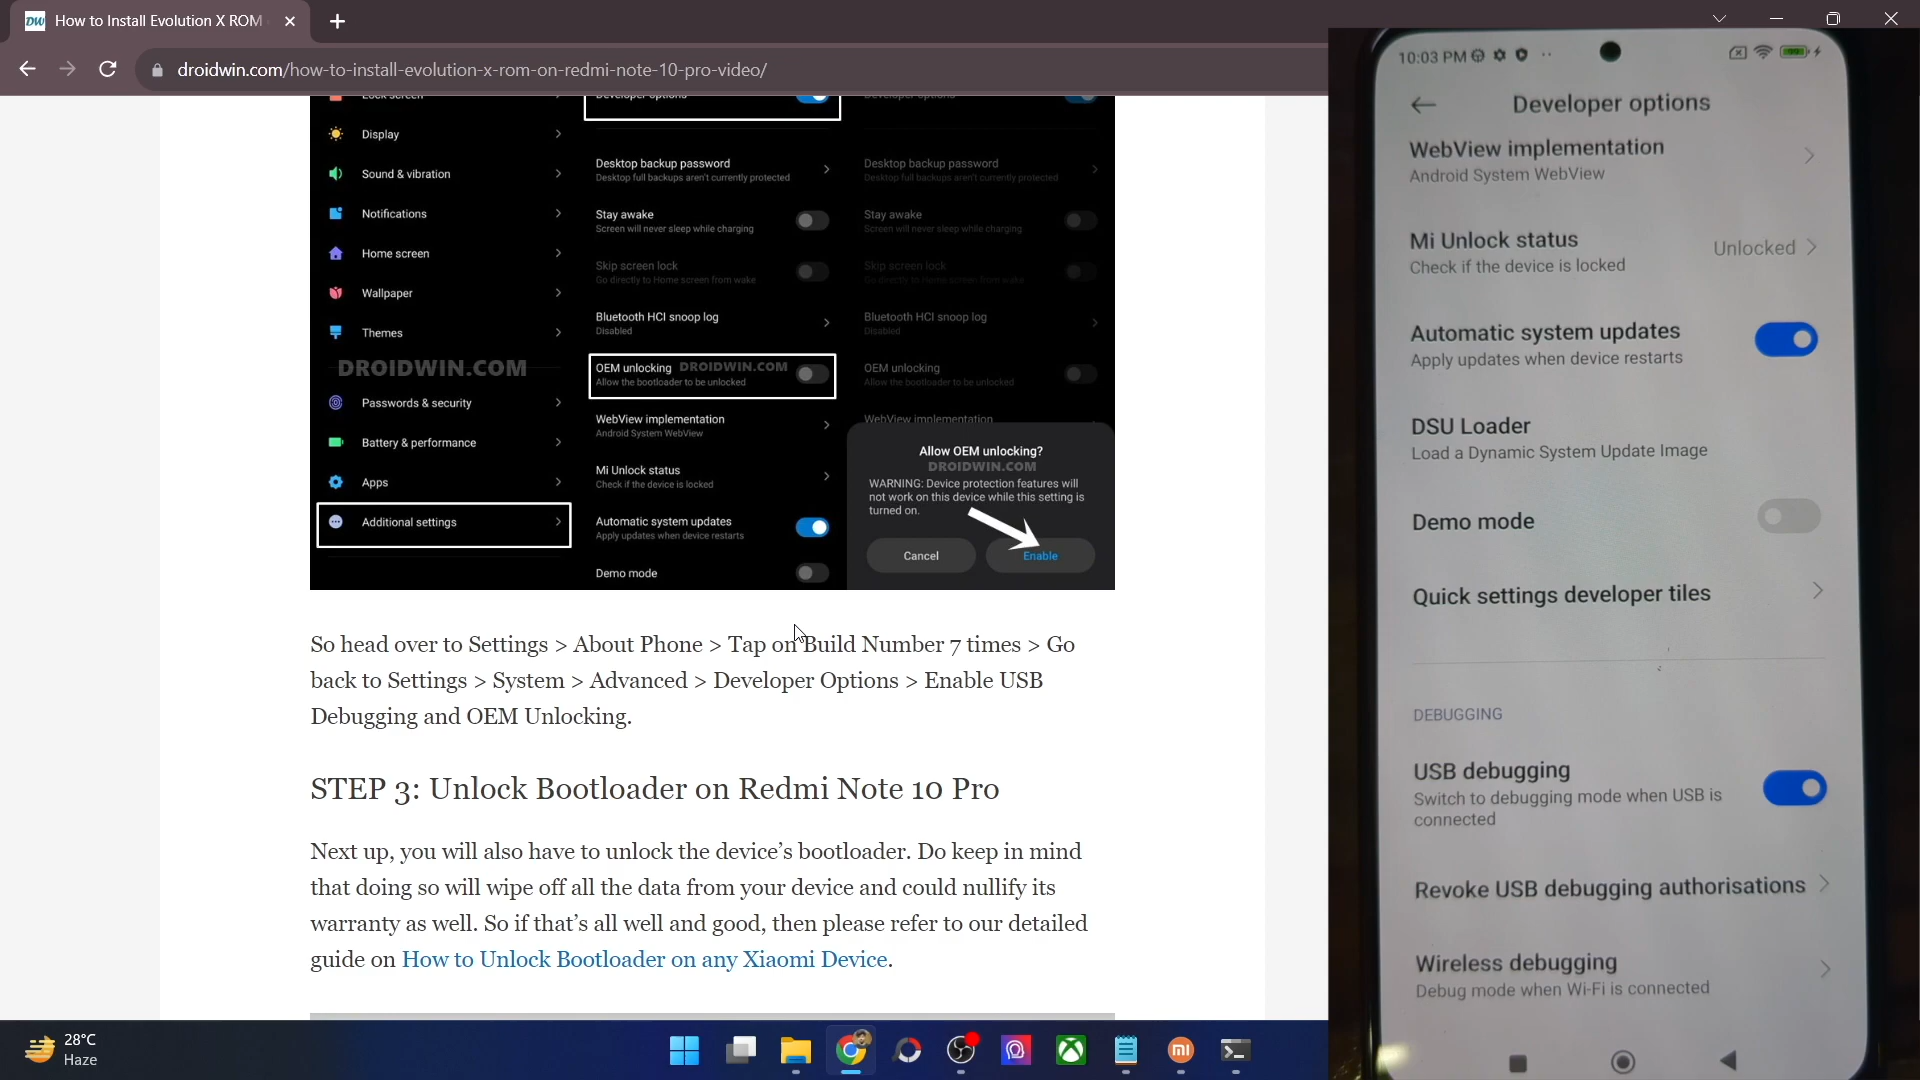 How to Install Evolution X ROM
droidwin.com/how-to-install-evolution-x-rom-on-redmi-note-10-pro-video/
Lock screen
Display
Sound & vibration
Notifications
Home screen
Wallpaper
Themes
DROIDWIN.COM
Passwords & security
Battery & performance
Apps
Additional settings
Developer options
Desktop backup password
Desktop full backups aren't currently protected
Stay awake
Screen will never sleep while charging
Skip screen lock
Go directly to Home screen from wake
Bluetooth HCI snoop log
Disabled
OEM unlocking DROIDWIN.COM
Allow the bootloader to be unlocked
WebView implementation
Android System WebView
Mi Unlock status
Check if the device is locked
Automatic system updates
Apply updates when device restarts
Demo mode
Developer options
Desktop backup password
Desktop full backups aren't currently protected
Stay awake
Screen will never sleep while charging
Skip screen lock
Go directly to Home screen from wake
Bluetooth HCI snoop log
Disabled
OEM unlocking
Allow the bootloader to be unlocked
WebView implementation
Allow OEM unlocking?
DROIDWIN.COM
WARNING: Device protection features will
not work on this device while this setting is
turned on.
Cancel
Enable
So head over to Settings > About Phone > Tap on Build Number 7 times > Go
back to Settings > System > Advanced > Developer Options > Enable USB
Debugging and OEM Unlocking.
STEP 3: Unlock Bootloader on Redmi Note 10 Pro
Next up, you will also have to unlock the device's bootloader. Do keep in mind
that doing so will wipe off all the data from your device and could nullify its
warranty as well. So if that's all well and good, then please refer to our detailed
guide on How to Unlock Bootloader on any Xiaomi Device.
28°C
Haze
10:03 PM
Developer options
WebView implementation
Android System WebView
Mi Unlock status
Check if the device is locked
Unlocked
Automatic system updates
Apply updates when device restarts
DSU Loader
Load a Dynamic System Update Image
Demo mode
Quick settings developer tiles
DEBUGGING
USB debugging
Switch to debugging mode when USB is
connected
Revoke USB debugging authorisations
Wireless debugging
Debug mode when Wi-Fi is connected